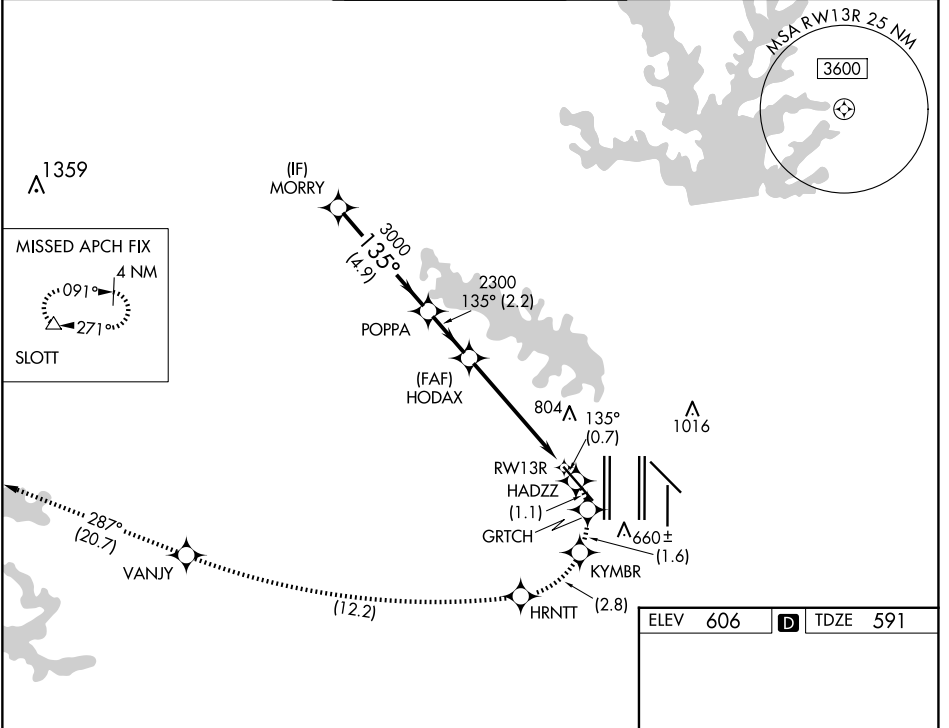 MSA RW13R 25 NM
3600
1359
(IF)
MORRY
3000
135°
(4.9)
MISSED APCH FIX
4 NM
091°
271°
SLOTT
2300
135° (2.2)
POPPA
(FAF)
HODAX
804
135°
(0.7)
1016
RW13R
HADZZ
(1.1)
GRTCH
660 ±
(1.6)
KYMBR
287°
(20.7)
VANJY
(12.2)
HRNTT
(2.8)
ELEV 606 D TDZE 591